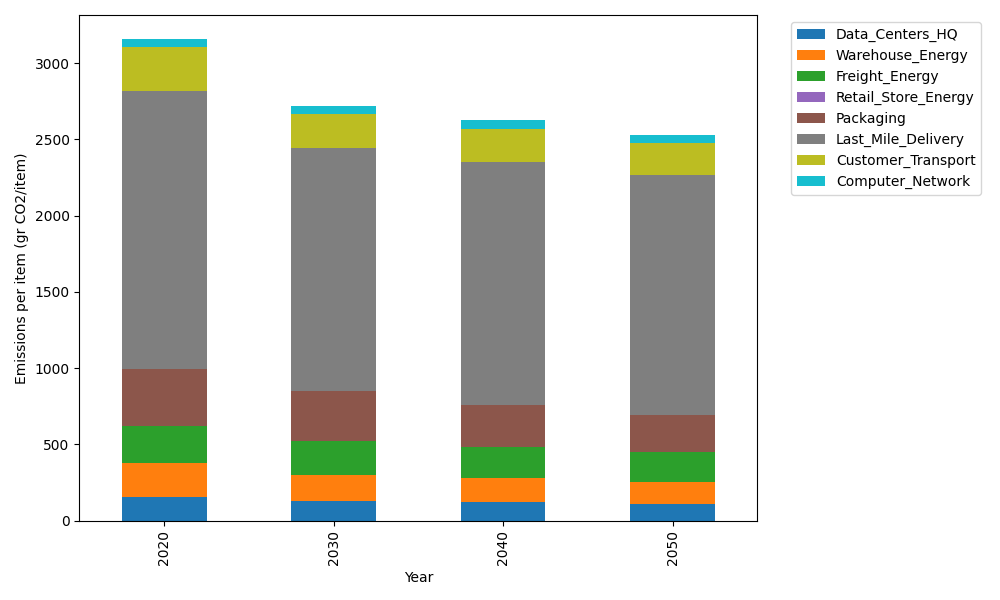 Emissions per item (gr CO2/item)
3000
2500
2000
1500
1000
500
0
2020
2030
2040
2050
Year
Data_Centers_HQ
Warehouse_Energy
Freight_Energy
Retail_Store_Energy
Packaging
Last_Mile_Delivery
Customer_Transport
Computer_Network